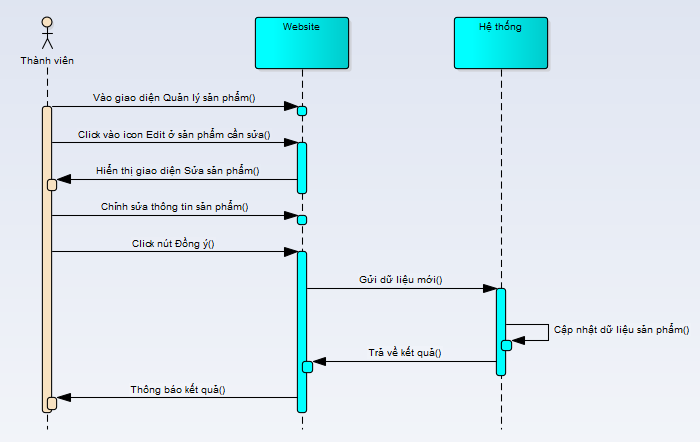 Website
Hệ thống
Thành viên
Vào giao diện Quản lý sản phẩm()
Click vào icon Edit ở sản phẩm cần sửa()
Hiển thị giao diện Sửa sản phẩm()
Chỉnh sửa thông tin sản phẩm()
Click nút Đồng ý()
Gửi dữ liệu mới()
Cập nhật dữ liệu sản phẩm()
Trả về kết quả()
Thông báo kết quả()